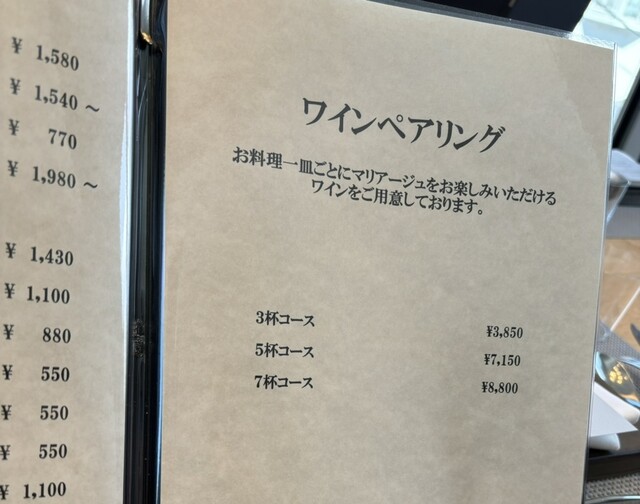 ¥ 1,580
¥ 1,540 ～
¥ 770
¥ 1,980 ～
¥ 1,430
¥ 1,100
¥ 880
¥ 550
¥ 550
¥ 550
¥ 1,100
ワインペアリング
お料理一皿ごとにマリアージュをお楽しみいただける
ワインをご用意しております。
3杯コース ¥3,850
5杯コース ¥7,150
7杯コース ¥8,800